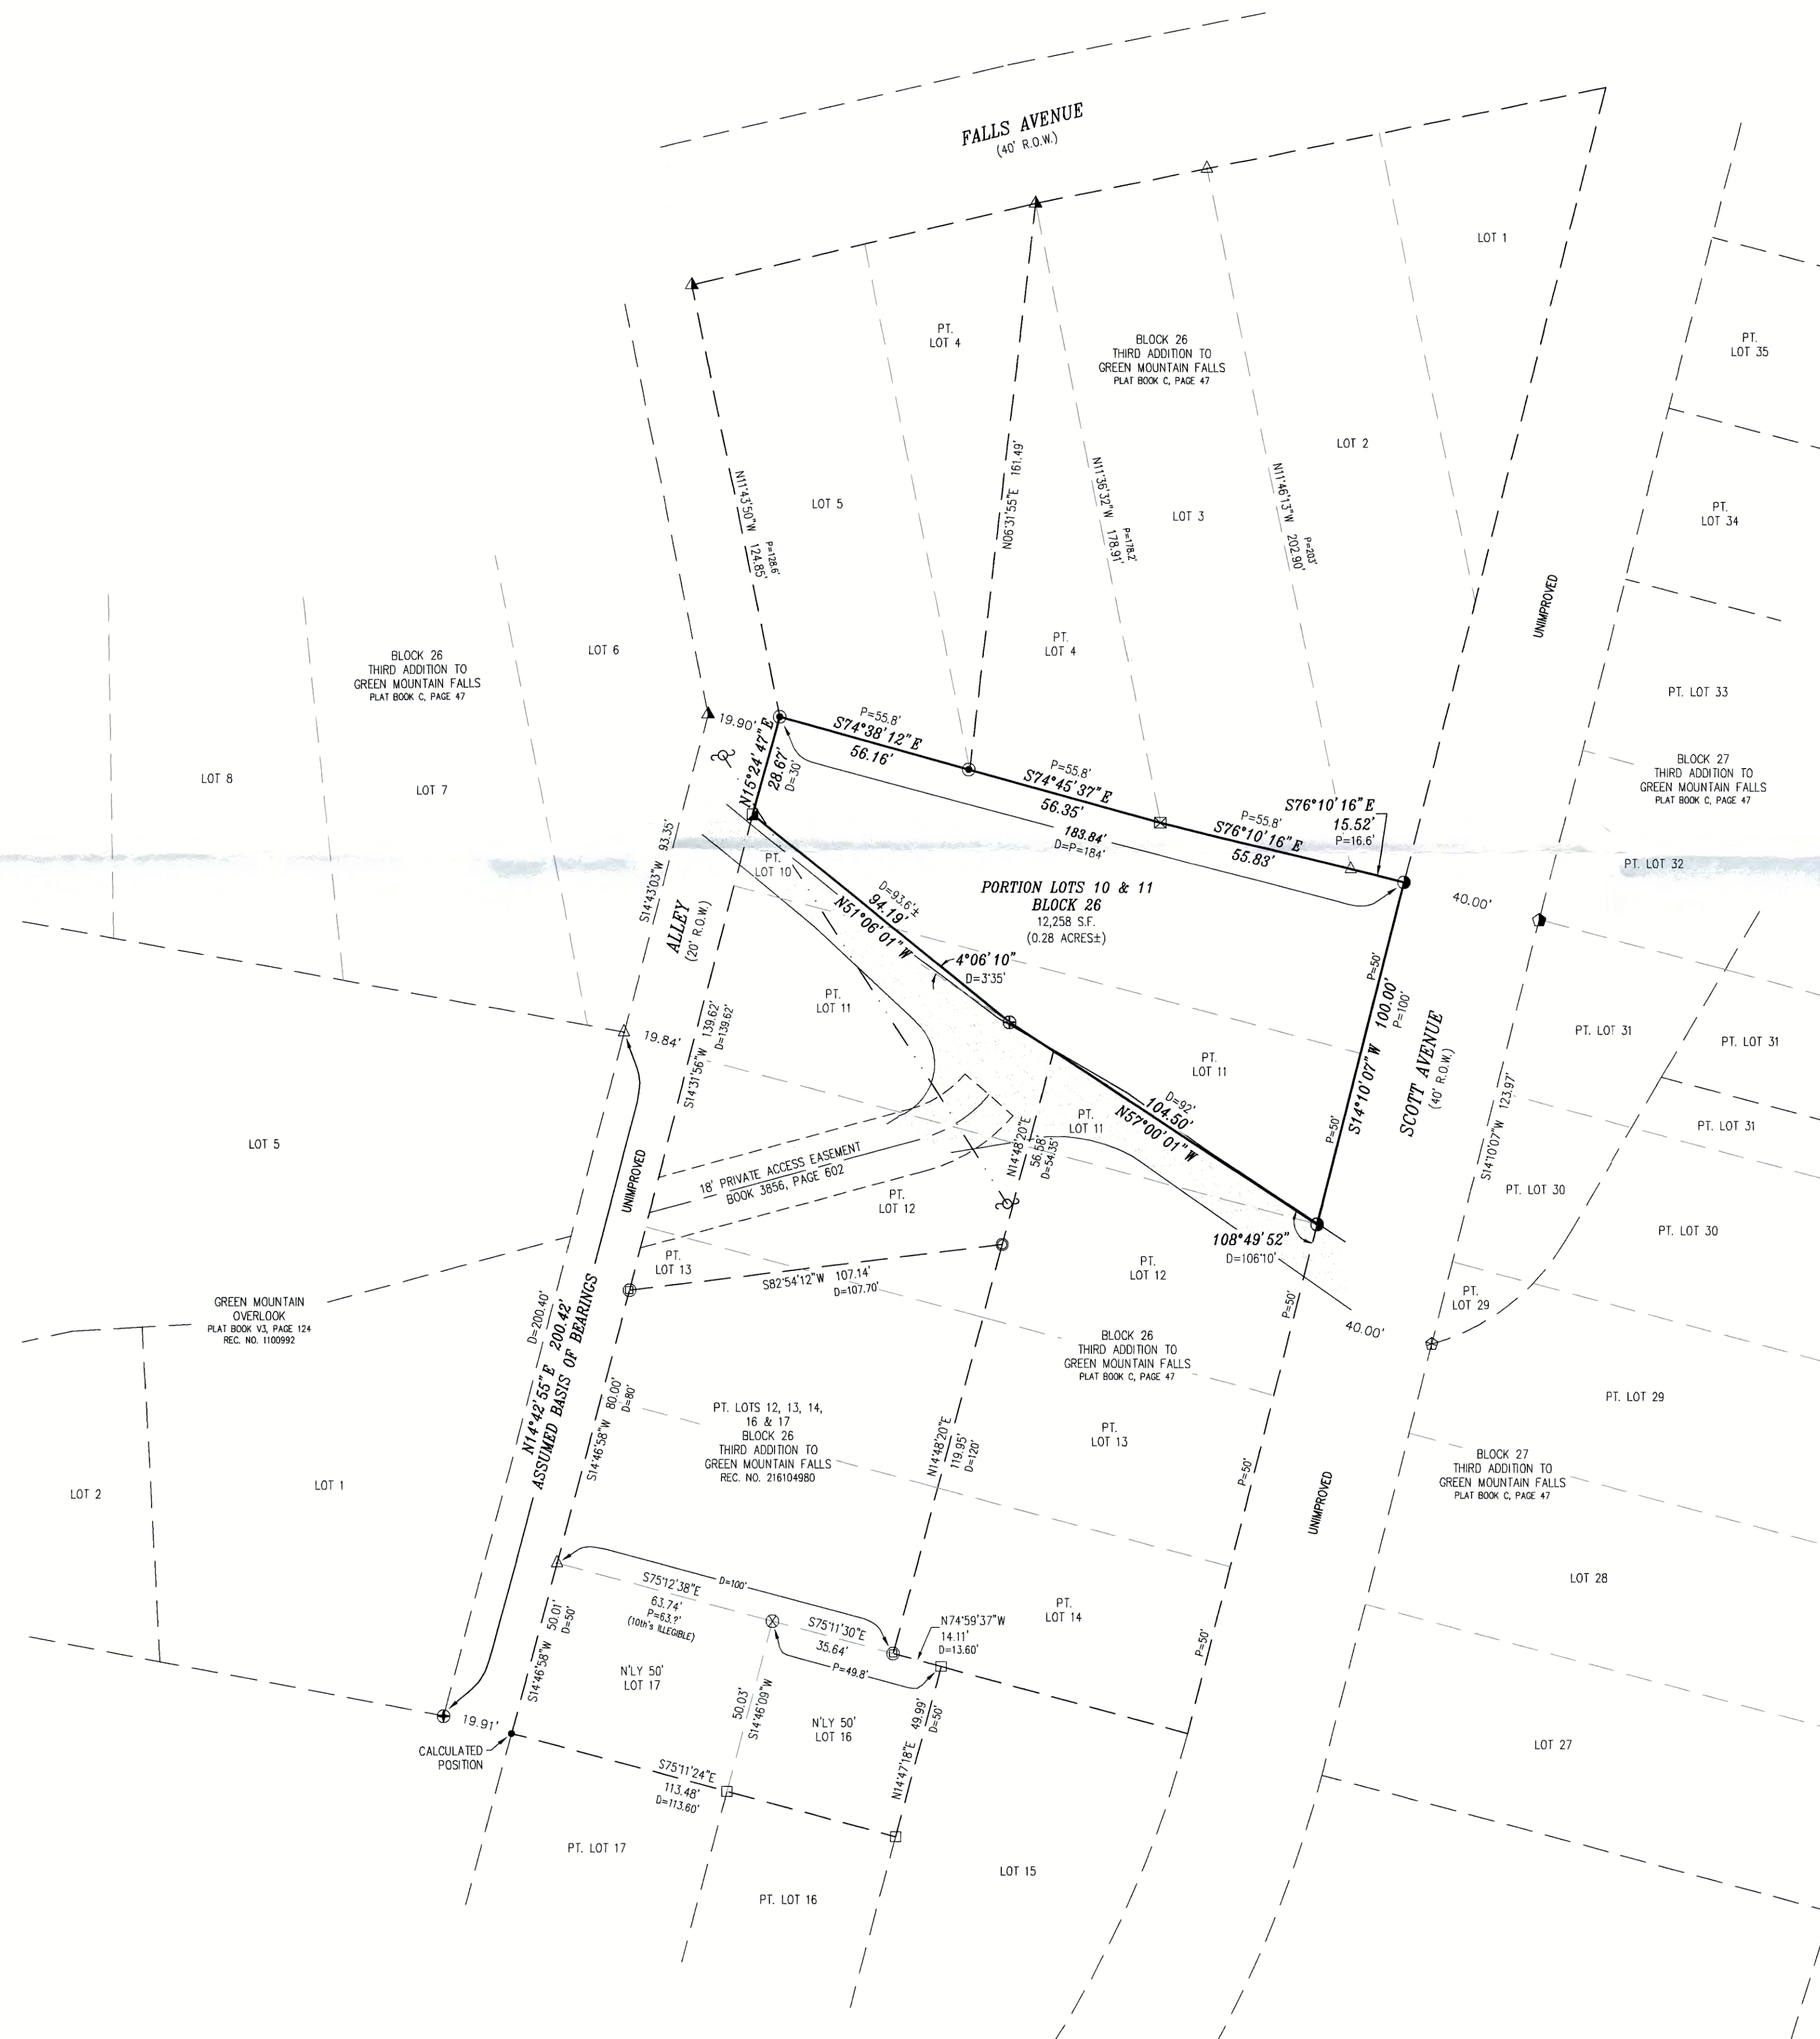 FALLS AVENUE
(40' R.O.W.)
LOT 1
PT.
LOT 4
BLOCK 26
THIRD ADDITION TO
GREEN MOUNTAIN FALLS
PLAT BOOK C, PAGE 47
PT.
LOT 35
LOT 2
N11°43'50"W 124.85'
P=128.6'
LOT 5
N06°31'55"E 161.49'
N11°36'32"W 178.91'
P=178.2'
LOT 3
N11°46'13"W 202.90'
P=203'
PT.
LOT 34
UNIMPROVED
LOT 6
PT.
LOT 4
BLOCK 26
THIRD ADDITION TO
GREEN MOUNTAIN FALLS
PLAT BOOK C, PAGE 47
PT. LOT 33
19.90'
N15°24'47"E
28.67'
D=30'
P=55.8'
S74°38'12"E
56.16'
P=55.8'
S74°45'37"E
56.35'
183.84'
D=P=184'
P=55.8'
S76°10'16"E
55.83'
S76°10'16"E
15.52'
P=16.6'
BLOCK 27
THIRD ADDITION TO
GREEN MOUNTAIN FALLS
PLAT BOOK C, PAGE 47
LOT 8
LOT 7
S14°43'03"W 93.35'
PT.
LOT 10
PT. LOT 32
PORTION LOTS 10 & 11
BLOCK 26
12,258 S.F.
(0.28 ACRES±)
D=93.6'±
94.19'
N51°06'01"W
4°06'10"
D=3°35'
40.00'
ALLEY
(20' R.O.W.)
PT.
LOT 11
19.84'
S14°31'56"W 139.62'
D=139.62'
P=50'
S14°10'07"W 100.00'
P=100'
P=50'
SCOTT AVENUE
(40' R.O.W.)
PT. LOT 31
PT. LOT 31
PT.
LOT 11
D=92'
104.50'
N57°00'01"W
PT.
LOT 11
S14°10'07"W 123.97'
PT. LOT 31
LOT 5
UNIMPROVED
18' PRIVATE ACCESS EASEMENT
BOOK 3856, PAGE 602
N14°48'20"E
56.58'
D=54.35'
PT.
LOT 12
PT. LOT 30
PT. LOT 30
108°49'52"
D=106°10'
PT.
LOT 13
S82°54'12"W 107.14'
D=107.70'
PT.
LOT 12
PT.
LOT 29
GREEN MOUNTAIN
OVERLOOK
PLAT BOOK V3, PAGE 124
REC. NO. 1100992
D=200.40'
N14°42'55"E 200.42'
ASSUMED BASIS OF BEARINGS
P=50'
40.00'
BLOCK 26
THIRD ADDITION TO
GREEN MOUNTAIN FALLS
PLAT BOOK C, PAGE 47
PT. LOT 29
S14°46'58"W 80.00'
D=80'
PT. LOTS 12, 13, 14,
16 & 17
BLOCK 26
THIRD ADDITION TO
GREEN MOUNTAIN FALLS
REC. NO. 216104980
N14°48'20"E
119.95'
D=120'
PT.
LOT 13
P=50'
UNIMPROVED
BLOCK 27
THIRD ADDITION TO
GREEN MOUNTAIN FALLS
PLAT BOOK C, PAGE 47
LOT 2
LOT 1
LOT 28
S75°12'38"E
63.74'
P=63.?'
(10th's ILLEGIBLE)
D=100'
S75°11'30"E
35.64'
P=49.8'
N74°59'37"W
14.11'
D=13.60'
PT.
LOT 14
P=50'
S14°46'58"W 50.01'
D=50'
N'LY 50'
LOT 17
50.03'
S14°46'09"W
N'LY 50'
LOT 16
N14°47'18"E 49.99'
D=50'
19.91'
CALCULATED
POSITION
S75°11'24"E
113.48'
D=113.60'
LOT 27
PT. LOT 17
LOT 15
PT. LOT 16